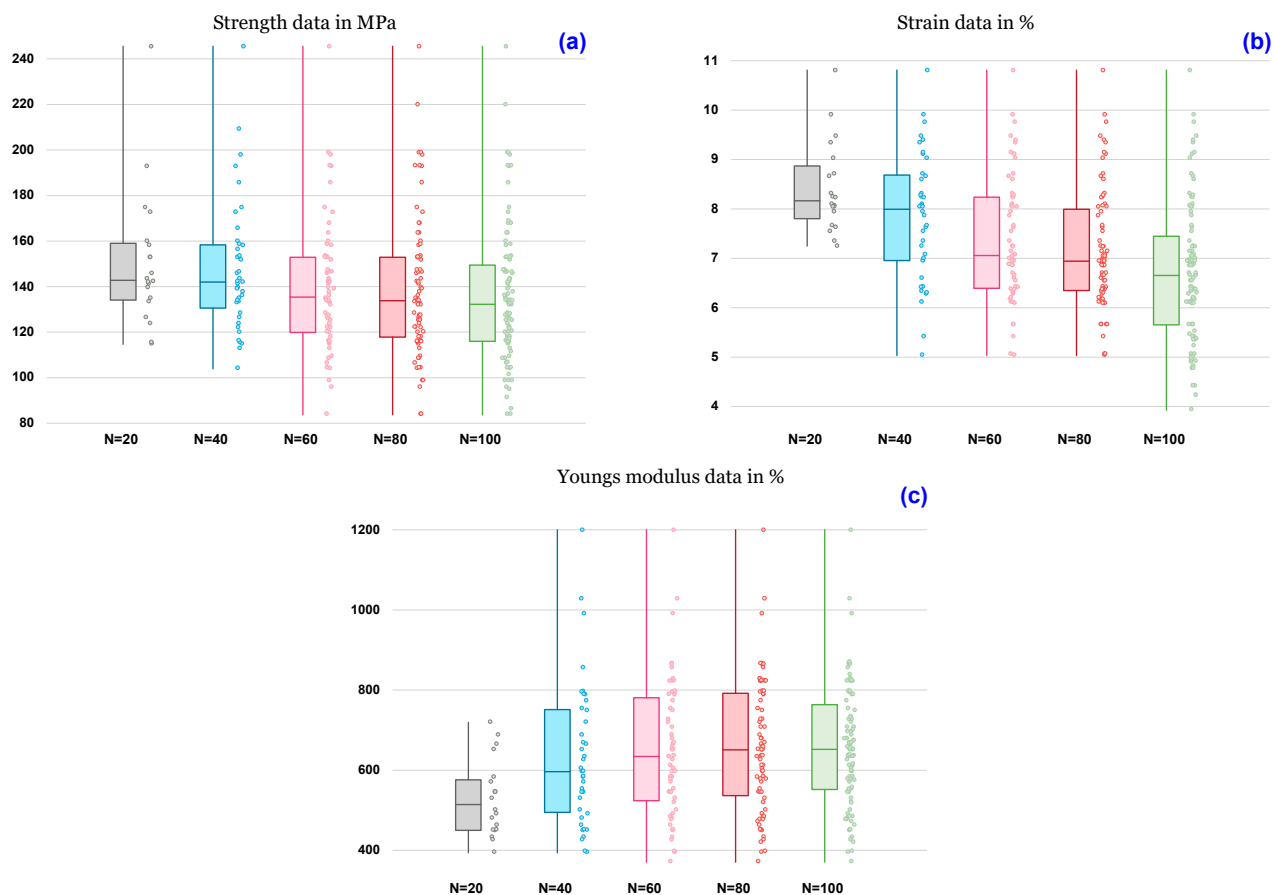 Strength data in MPa
(a)
240
220
200
180
160
140
120
100
80
N=20 N=40 N=60 N=80 N=100
Strain data in %
(b)
11
10
9
8
7
6
5
4
N=20 N=40 N=60 N=80 N=100
Youngs modulus data in %
(c)
1200
1000
800
600
400
N=20 N=40 N=60 N=80 N=100